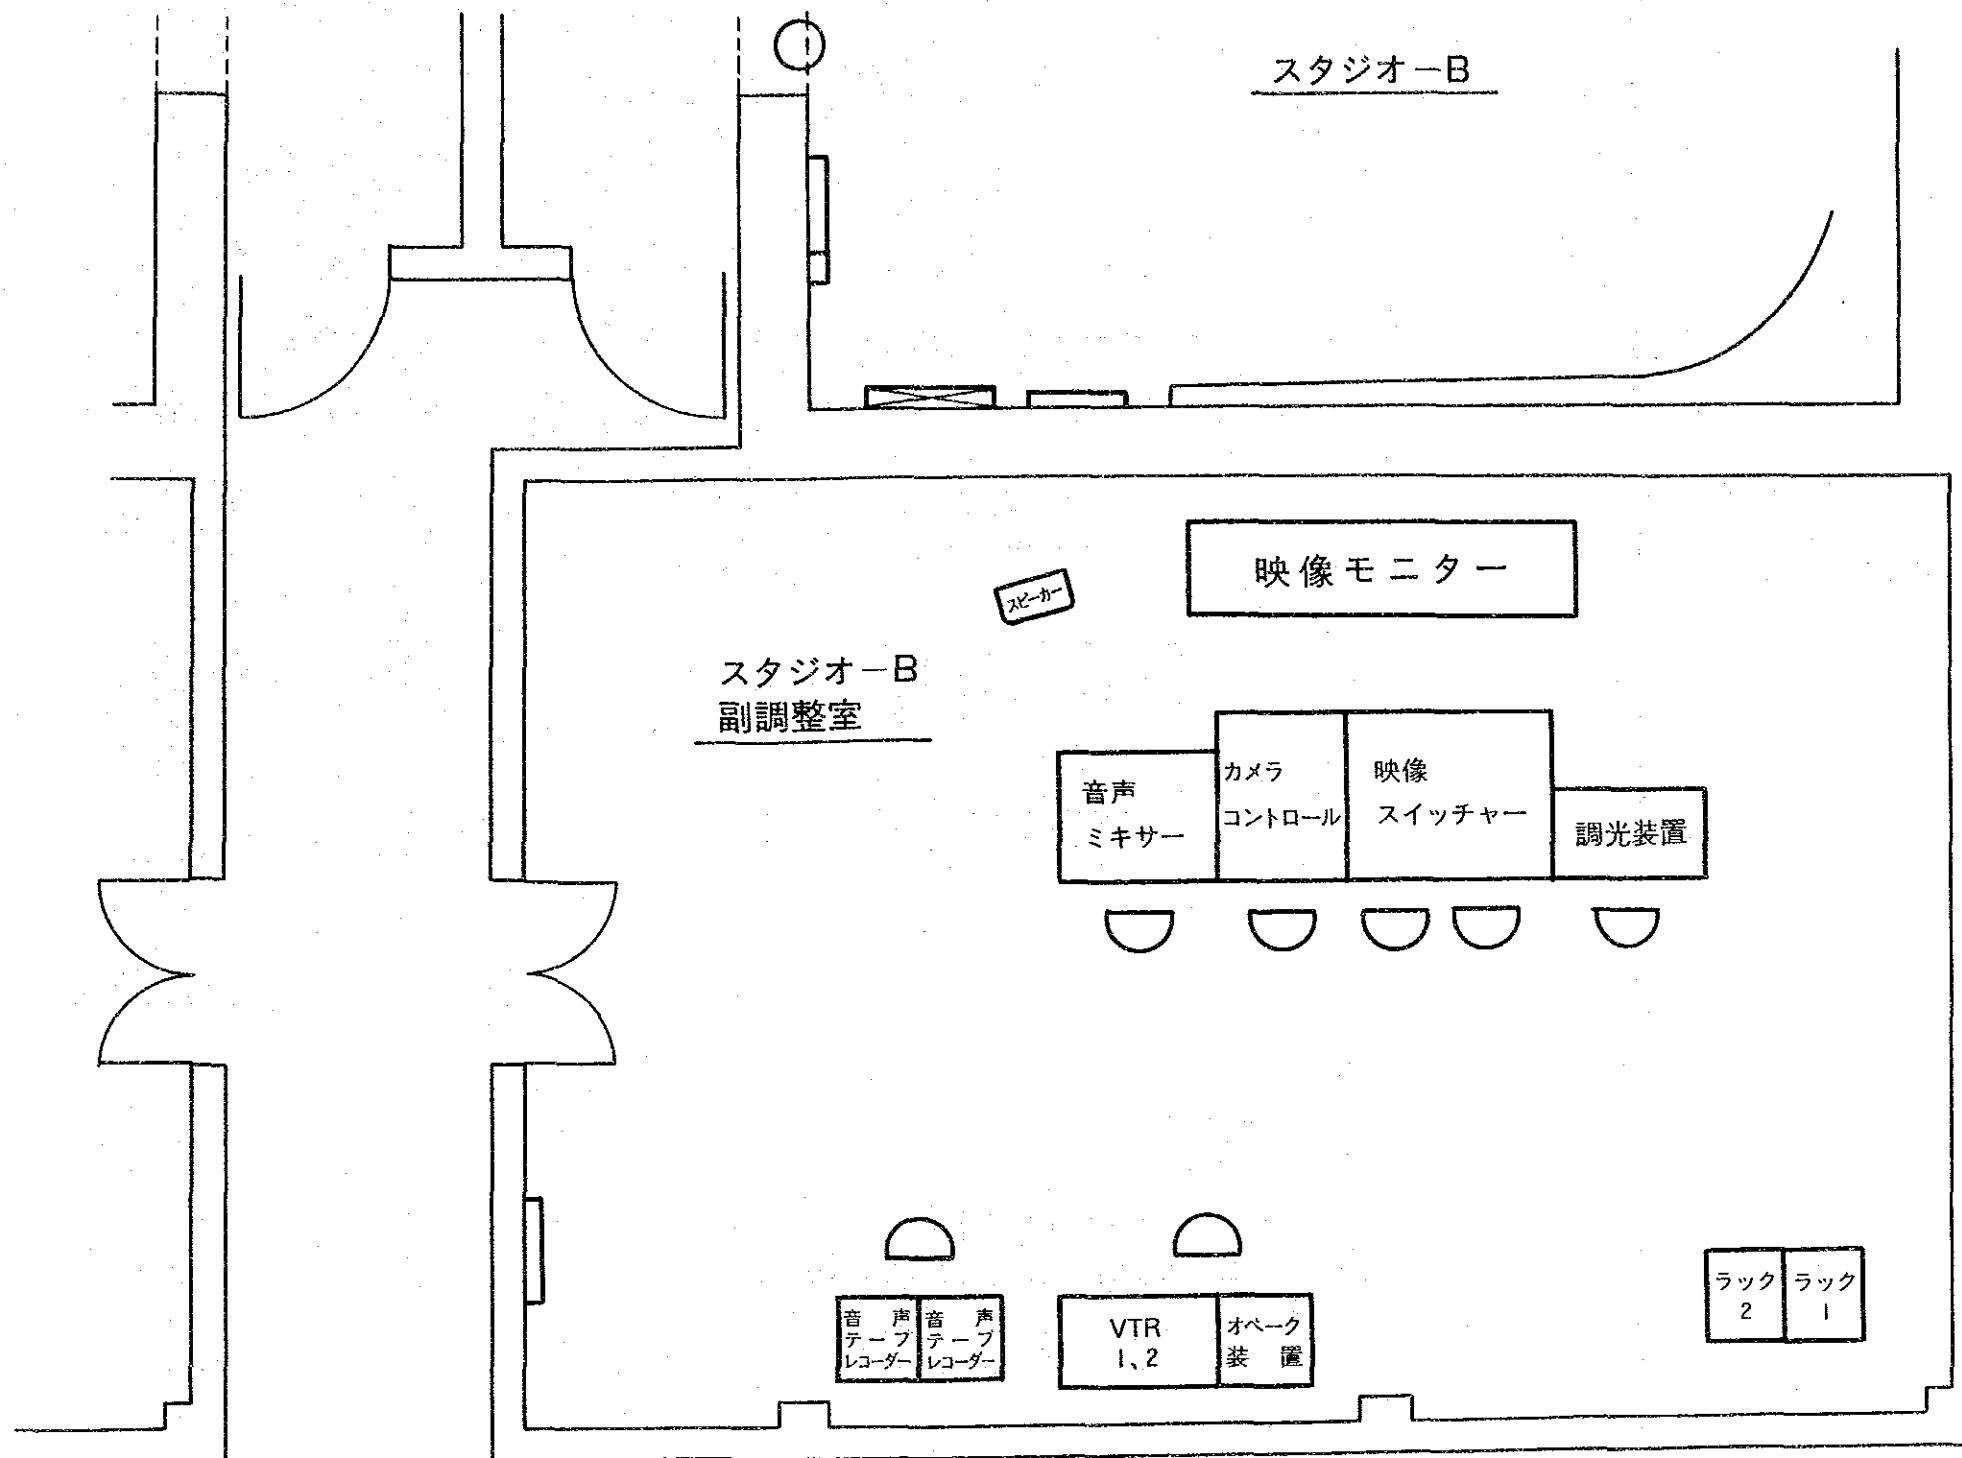 スタジオ－B
映像モニター
スピーカー
スタジオ－B
副調整室
音声
ミキサー
カメラ
コントロール
映像
スイッチャー
調光装置
音声
テープ
レコーダー
音声
テープ
レコーダー
VTR
1、2
オペーク
装置
ラック
2
ラック
1